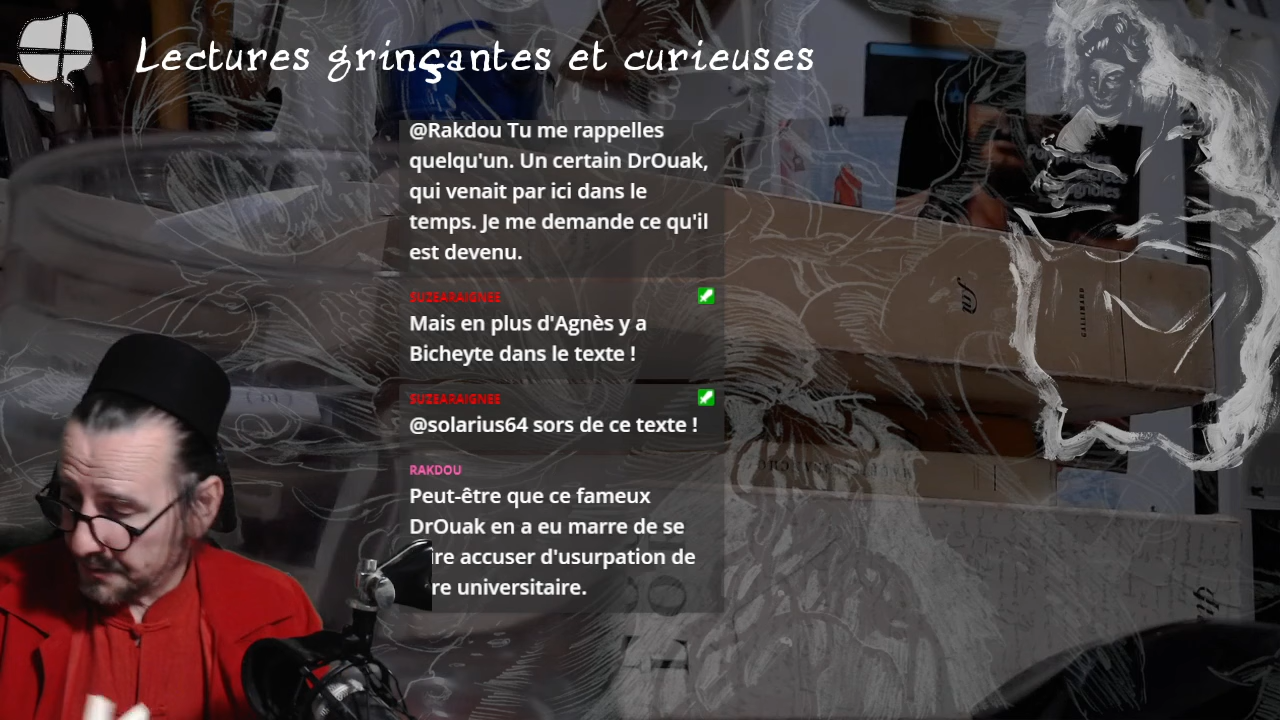 Lectures grinçantes et curieuses
@Rakdou Tu me rappelles
quelqu'un. Un certain DrOuak,
qui venait par ici dans le
temps. Je me demande ce qu'il
est devenu.
SUZEARAIGNEE
Mais en plus d'Agnès y a
Bicheyte dans le texte !
SUZEARAIGNEE
@solarius64 sors de ce texte !
RAKDOU
Peut-être que ce fameux
DrOuak en a eu marre de se
ire accuser d'usurpation de
re universitaire.
GALLIMARD